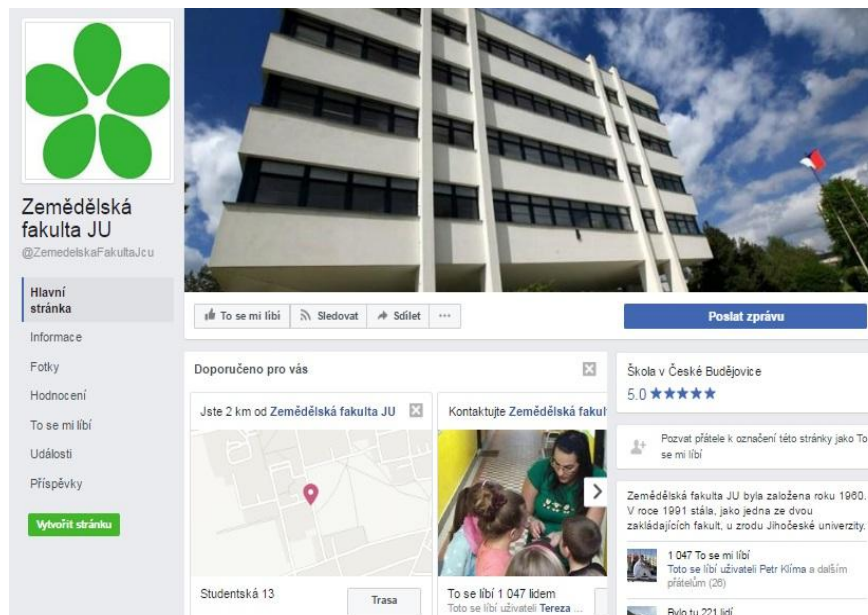 Zemědělská
fakulta JU
@ZemedelskaFakultaJcu
Hlavní
stránka
Informace
Fotky
Hodnocení
To se mi líbí
Události
Příspěvky
Vytvořit stránku
To se mi líbí
Sledovat
Sdílet
Poslat zprávu
Doporučeno pro vás
Jste 2 km od Zemědělská fakulta JU
Studentská 13
Trasa
Kontaktujte Zemědělská fakul
To se líbí 1 047 lidem
Toto se líbí uživateli Tereza ...
Škola v České Budějovice
5.0 ★★★★★
Pozvat přátele k označení této stránky jako To
se mi líbí
Zemědělská fakulta JU byla založena roku 1960.
V roce 1991 stála, jako jedna ze dvou
zakládajících fakult, u zrodu Jihočeské univerzity.
1 047 To se mi líbí
Toto se líbí uživateli Petr Klíma a dalším
přátelům (26)
Bylo tu 221 lidí